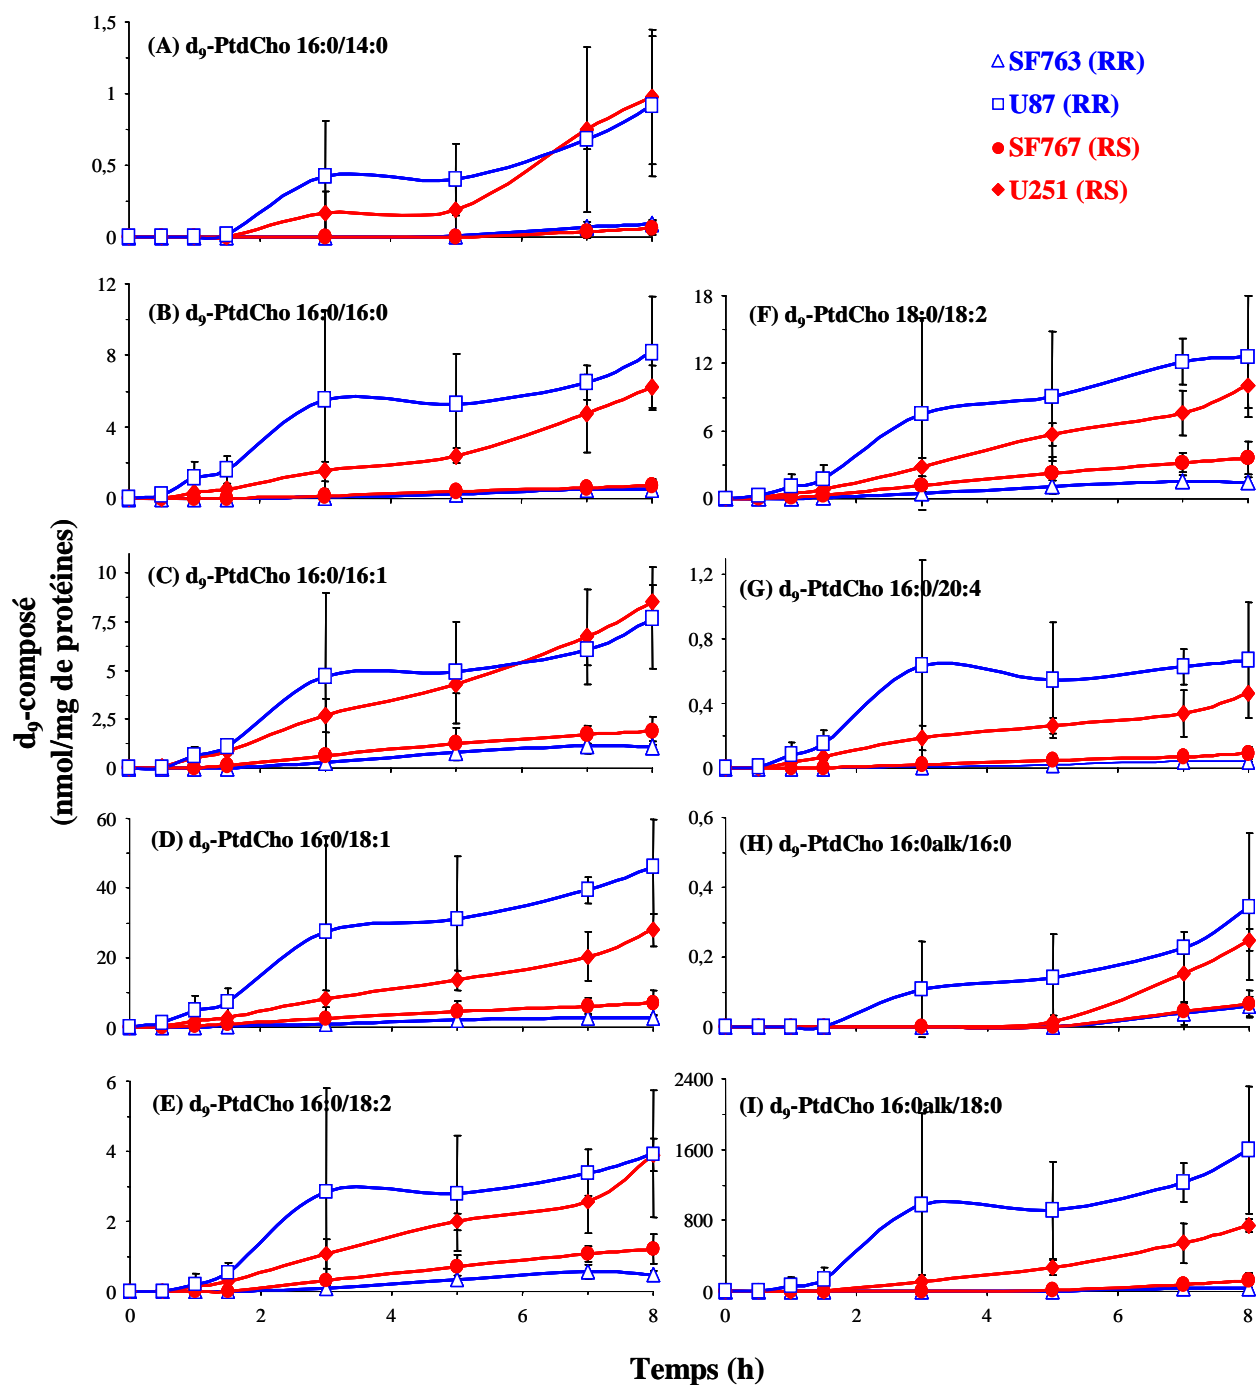 (A) d9-PtdCho 16:0/14:0
1,5
1
0,5
0
SF763 (RR)
U87 (RR)
SF767 (RS)
U251 (RS)
(B) d9-PtdCho 16:0/16:0
12
8
4
0
(F) d9-PtdCho 18:0/18:2
18
12
6
0
(C) d9-PtdCho 16:0/16:1
10
7,5
5
2,5
0
(G) d9-PtdCho 16:0/20:4
1,2
0,8
0,4
0
(D) d9-PtdCho 16:0/18:1
60
40
20
0
(H) d9-PtdCho 16:0alk/16:0
0,6
0,4
0,2
0
(E) d9-PtdCho 16:0/18:2
6
4
2
0
0 2 4 6 8
(I) d9-PtdCho 16:0alk/18:0
2400
1600
800
0
0 2 4 6 8
d9-composé
(nmol/mg de protéines)
Temps (h)